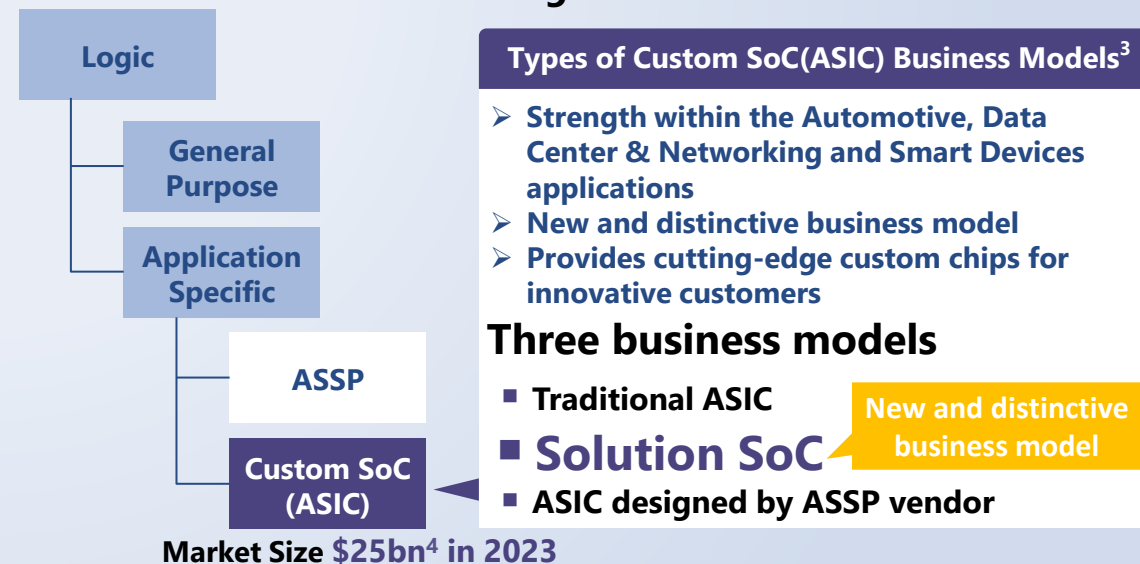 Logic
General
Purpose
Application
Specific
ASSP
Custom SoC
(ASIC)
Market Size $25bn⁴ in 2023
Types of Custom SoC(ASIC) Business Models³
➢ Strength within the Automotive, Data
Center & Networking and Smart Devices
applications
➢ New and distinctive business model
➢ Provides cutting-edge custom chips for
innovative customers
Three business models
▪ Traditional ASIC
▪ Solution SoC
New and distinctive
business model
▪ ASIC designed by ASSP vendor